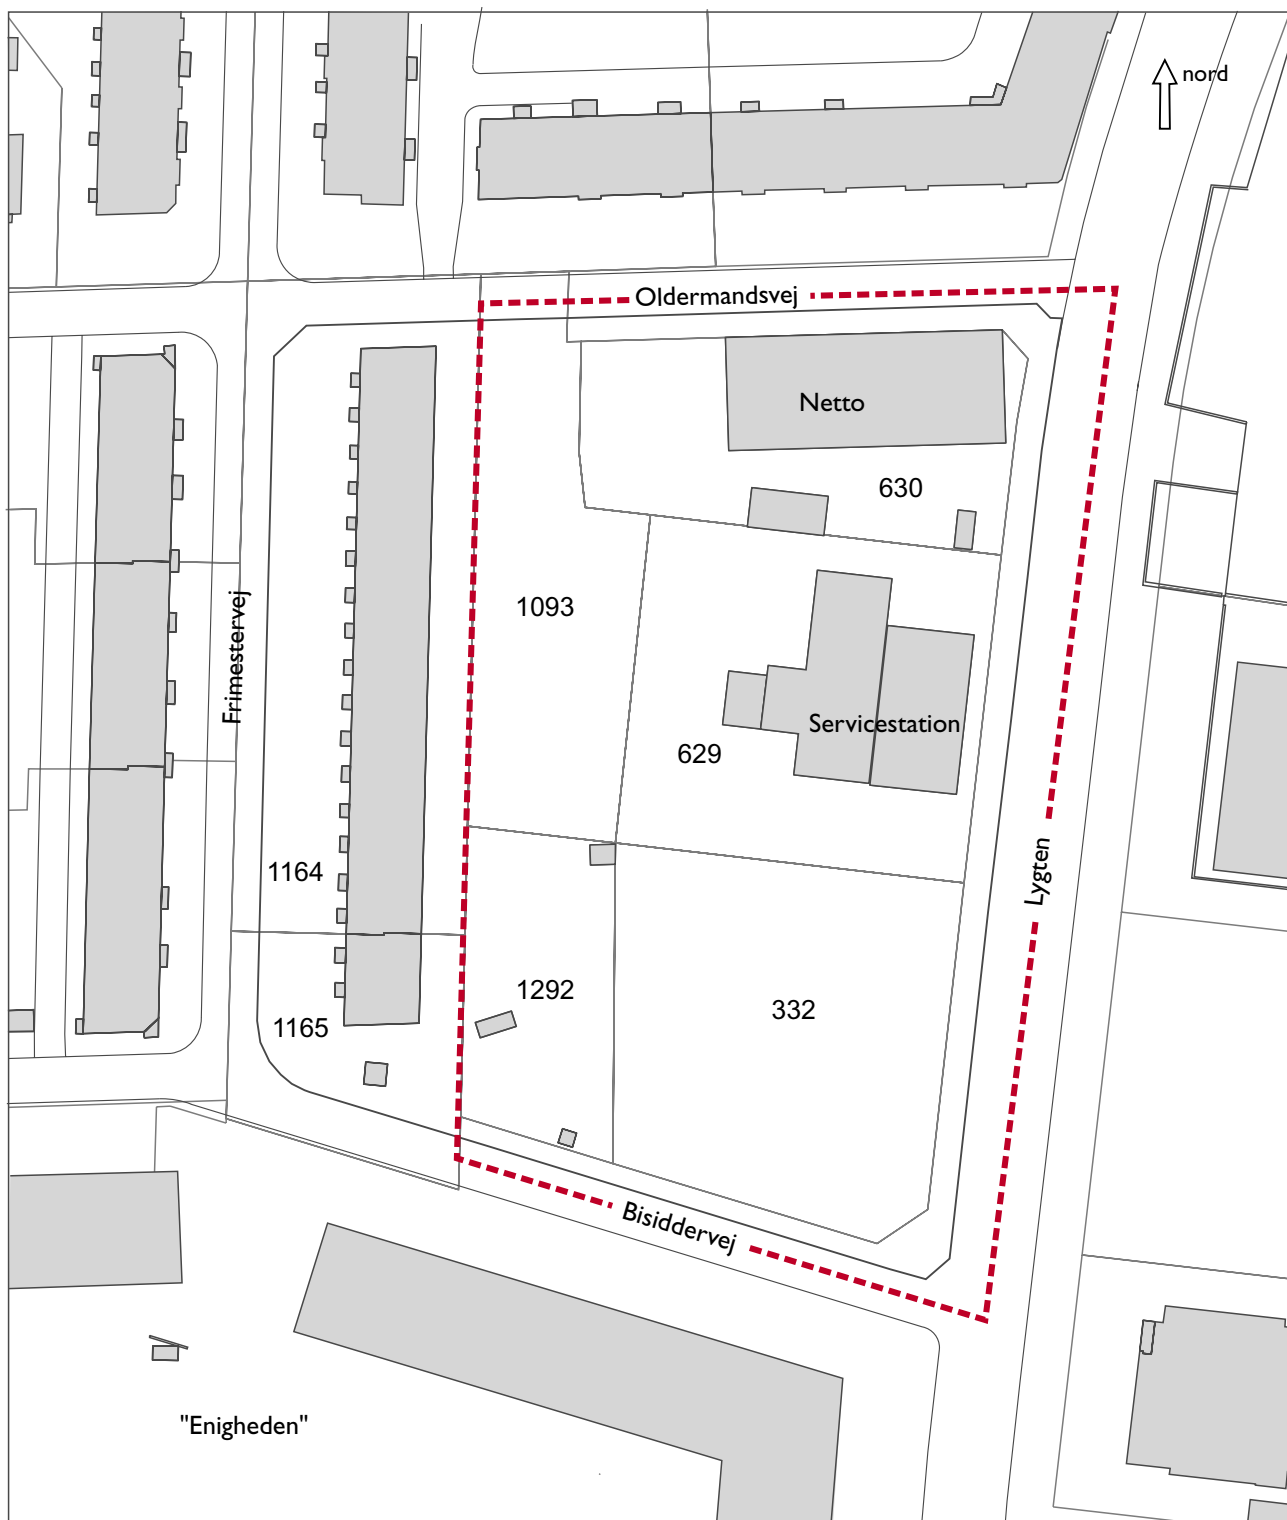 nord
Oldermandsvej
Netto
630
1093
Frimestervej
629
Servicestation
Lygten
1164
1292
332
1165
Bisiddervej
"Enigheden"